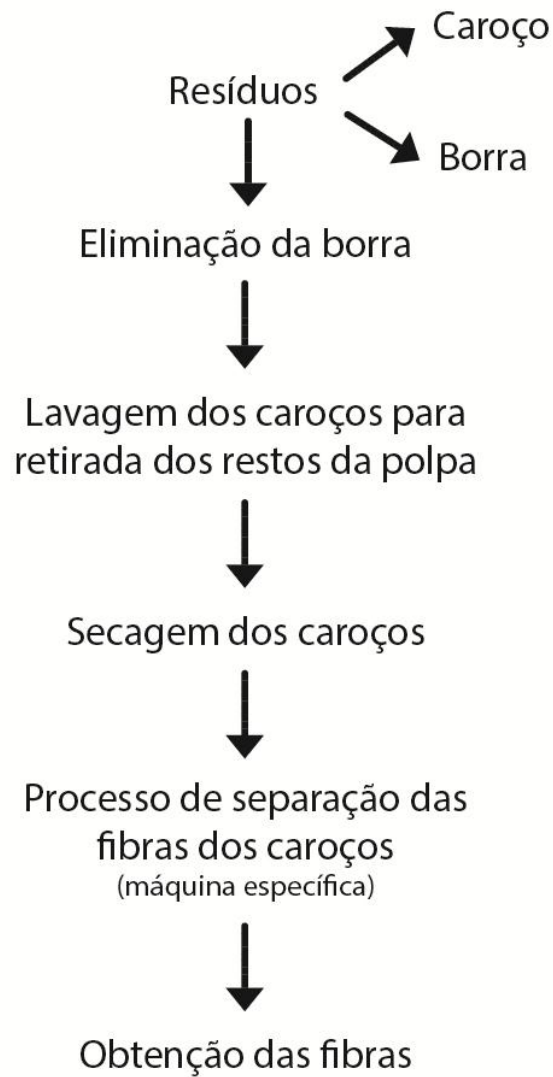 Caroço
Resíduos
Borra
Eliminação da borra
Lavagem dos caroços para
retirada dos restos da polpa
Secagem dos caroços
Processo de separação das
fibras dos caroços
(máquina específica)
Obtenção das fibras